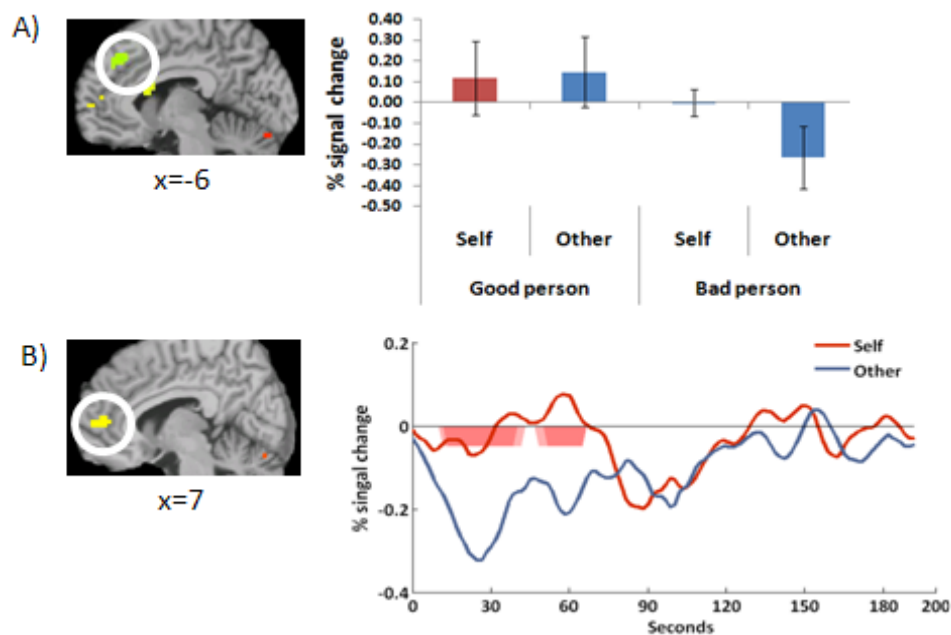 A)
x=-6
% signal change
0.40
0.30
0.20
0.10
0.00
-0.10
-0.20
-0.30
-0.40
-0.50
Self Other Self Other
Good person Bad person
B)
x=7
% singal change
0.2
0
-0.2
-0.4
Self
Other
0 30 60 90 120 150 180 200
Seconds